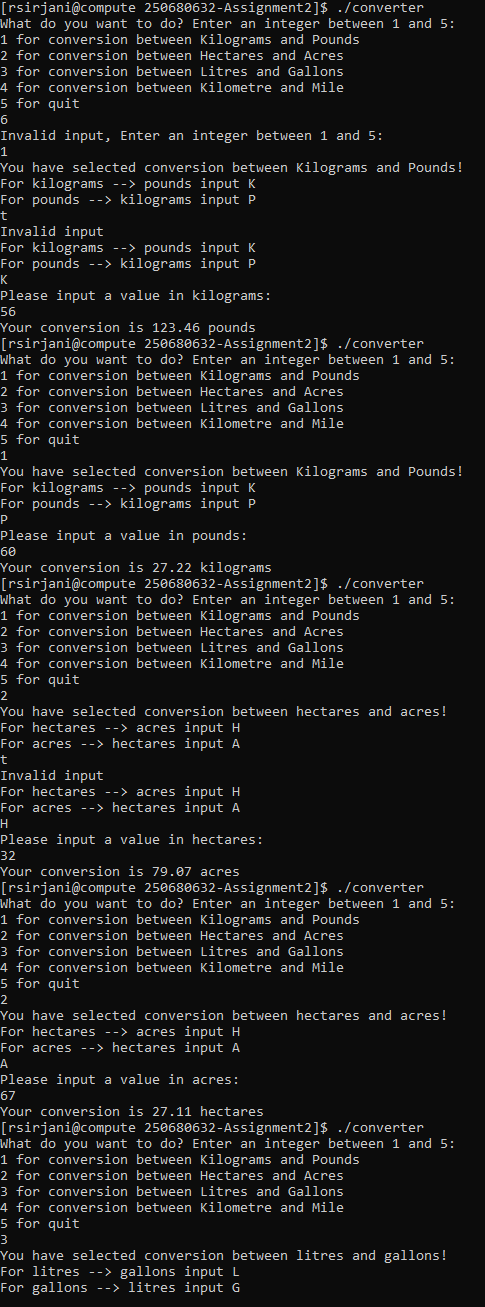 [rsirjani@compute 250680632-Assignment2]$ ./converter
What do you want to do? Enter an integer between 1 and 5:
1 for conversion between Kilograms and Pounds
2 for conversion between Hectares and Acres
3 for conversion between Litres and Gallons
4 for conversion between Kilometre and Mile
5 for quit
6
Invalid input, Enter an integer between 1 and 5:
1
You have selected conversion between Kilograms and Pounds!
For kilograms --> pounds input K
For pounds --> kilograms input P
t
Invalid input
For kilograms --> pounds input K
For pounds --> kilograms input P
K
Please input a value in kilograms:
56
Your conversion is 123.46 pounds
[rsirjani@compute 250680632-Assignment2]$ ./converter
What do you want to do? Enter an integer between 1 and 5:
1 for conversion between Kilograms and Pounds
2 for conversion between Hectares and Acres
3 for conversion between Litres and Gallons
4 for conversion between Kilometre and Mile
5 for quit
1
You have selected conversion between Kilograms and Pounds!
For kilograms --> pounds input K
For pounds --> kilograms input P
P
Please input a value in pounds:
60
Your conversion is 27.22 kilograms
[rsirjani@compute 250680632-Assignment2]$ ./converter
What do you want to do? Enter an integer between 1 and 5:
1 for conversion between Kilograms and Pounds
2 for conversion between Hectares and Acres
3 for conversion between Litres and Gallons
4 for conversion between Kilometre and Mile
5 for quit
2
You have selected conversion between hectares and acres!
For hectares --> acres input H
For acres --> hectares input A
t
Invalid input
For hectares --> acres input H
For acres --> hectares input A
H
Please input a value in hectares:
32
Your conversion is 79.07 acres
[rsirjani@compute 250680632-Assignment2]$ ./converter
What do you want to do? Enter an integer between 1 and 5:
1 for conversion between Kilograms and Pounds
2 for conversion between Hectares and Acres
3 for conversion between Litres and Gallons
4 for conversion between Kilometre and Mile
5 for quit
2
You have selected conversion between hectares and acres!
For hectares --> acres input H
For acres --> hectares input A
A
Please input a value in acres:
67
Your conversion is 27.11 hectares
[rsirjani@compute 250680632-Assignment2]$ ./converter
What do you want to do? Enter an integer between 1 and 5:
1 for conversion between Kilograms and Pounds
2 for conversion between Hectares and Acres
3 for conversion between Litres and Gallons
4 for conversion between Kilometre and Mile
5 for quit
3
You have selected conversion between litres and gallons!
For litres --> gallons input L
For gallons --> litres input G